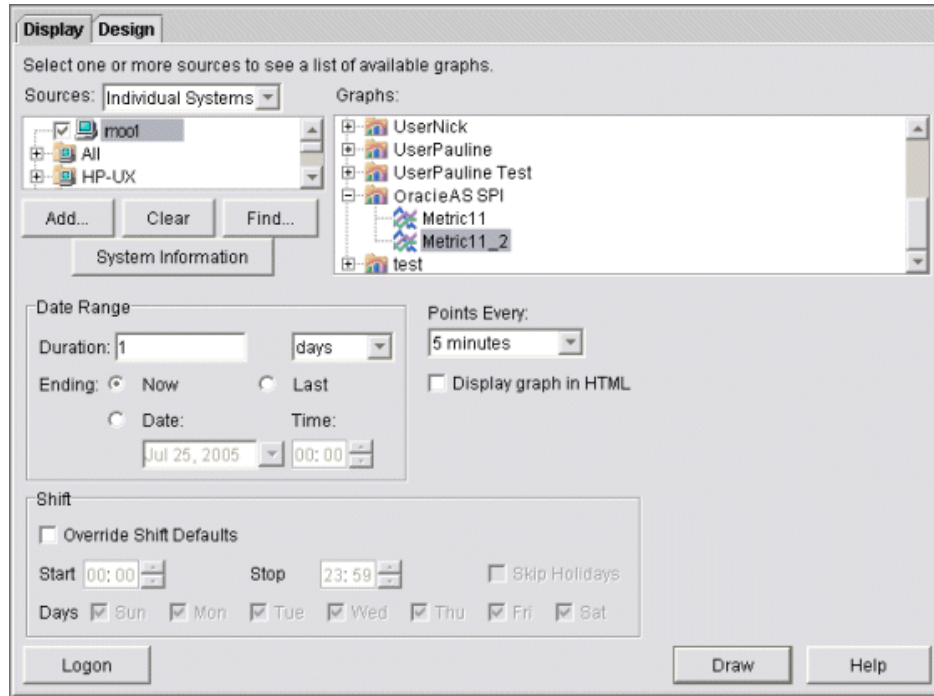 Display Design
Select one or more sources to see a list of available graphs.
Sources: Individual Systems
moo1
All
HP-UX
Add... Clear Find...
System Information
Graphs:
UserNick
UserPauline
UserPauline Test
OracleAS SPI
Metric11
Metric11_2
test
Date Range
Duration: 1 days
Ending: Now Last
Date: Time:
Jul 25, 2005 00:00
Points Every:
5 minutes
Display graph in HTML
Shift
Override Shift Defaults
Start 00:00 Stop 23:59 Skip Holidays
Days Sun Mon Tue Wed Thu Fri Sat
Logon Draw Help